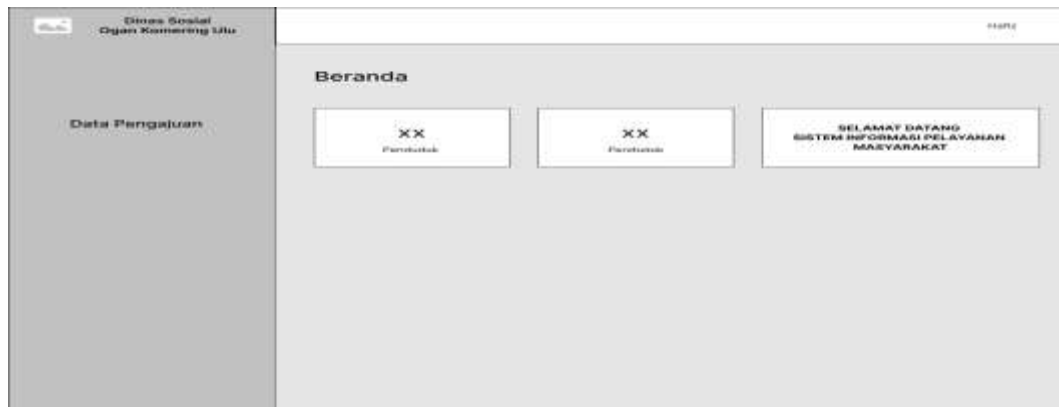 Dinas Sosial
Ogan Komering Ulu
Hafiz
Beranda
Data Pengajuan
XX
Penduduk
XX
Penduduk
SELAMAT DATANG
SISTEM INFORMASI PELAYANAN
MASYARAKAT